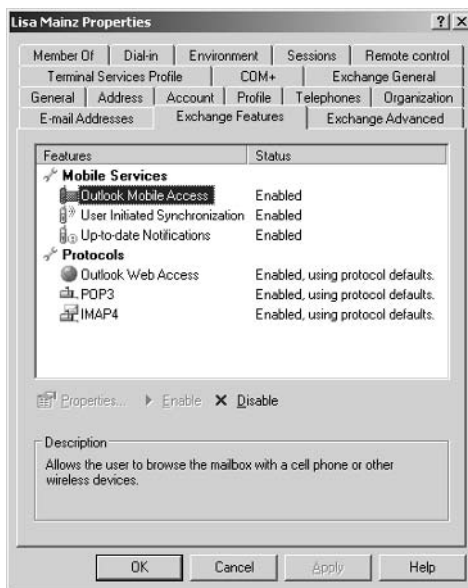 Lisa Mainz Properties
Member Of Dial-in Environment Sessions Remote control
Terminal Services Profile COM+ Exchange General
General Address Account Profile Telephones Organization
E-mail Addresses Exchange Features Exchange Advanced
Features Status
Mobile Services
Outlook Mobile Access Enabled
User Initiated Synchronization Enabled
Up-to-date Notifications Enabled
Protocols
Outlook Web Access Enabled, using protocol defaults.
POP3 Enabled, using protocol defaults.
IMAP4 Enabled, using protocol defaults.
Properties... Enable Disable
Description
Allows the user to browse the mailbox with a cell phone or other
wireless devices.
OK Cancel Apply Help